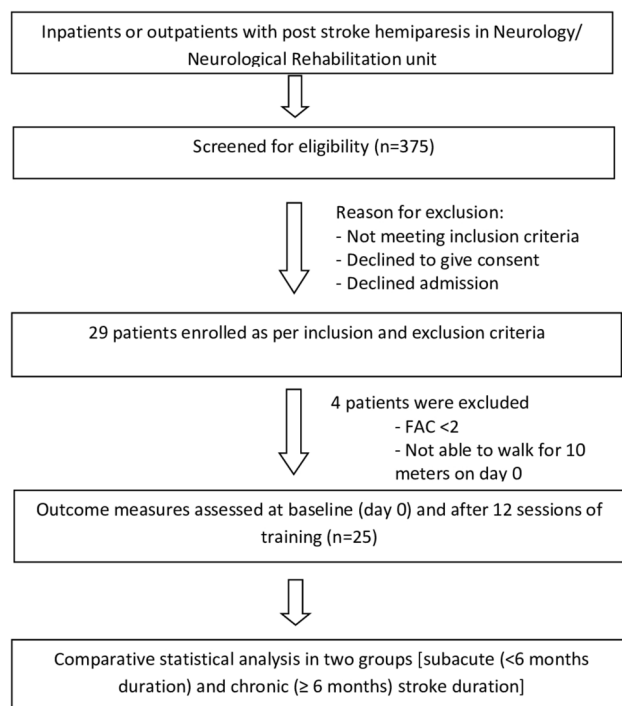 Inpatients or outpatients with post stroke hemiparesis in Neurology/
Neurological Rehabilitation unit
Screened for eligibility (n=375)
Reason for exclusion:
- Not meeting inclusion criteria
- Declined to give consent
- Declined admission
29 patients enrolled as per inclusion and exclusion criteria
4 patients were excluded
- FAC <2
- Not able to walk for 10
meters on day 0
Outcome measures assessed at baseline (day 0) and after 12 sessions of
training (n=25)
Comparative statistical analysis in two groups [subacute (<6 months
duration) and chronic (≥ 6 months) stroke duration]